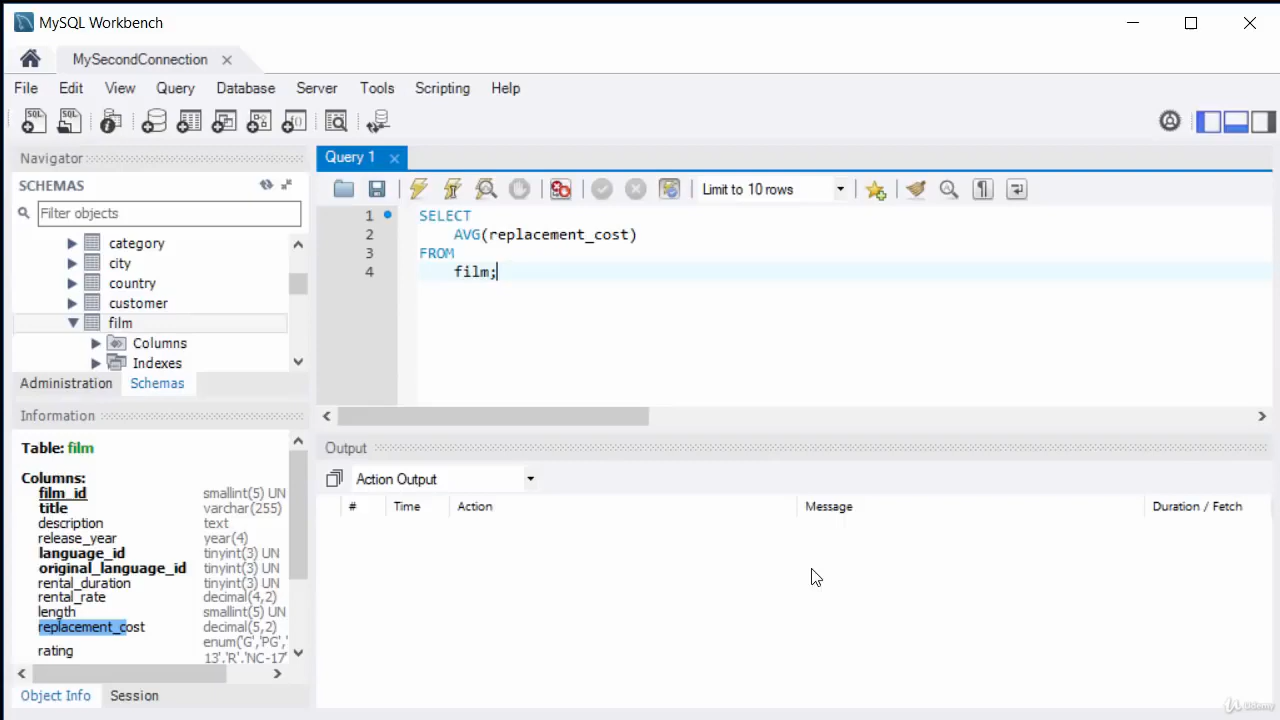 MySQL Workbench
MySecondConnection
File Edit View Query Database Server Tools Scripting Help
Navigator
SCHEMAS
Filter objects
category
city
country
customer
film
Columns
Indexes
Administration Schemas
Information
Table: film
Columns:
film_id smallint(5) UN
title varchar(255)
description text
release_year year(4)
language_id tinyint(3) UN
original_language_id tinyint(3) UN
rental_duration tinyint(3) UN
rental_rate decimal(4,2)
length smallint(5) UN
replacement_cost decimal(5,2)
rating enum('G','PG','
13','R','NC-17
Object Info Session
Query 1
Limit to 10 rows
1 SELECT
2 AVG(replacement_cost)
3 FROM
4 film;
Output
Action Output
# Time Action Message Duration / Fetch
Udemy